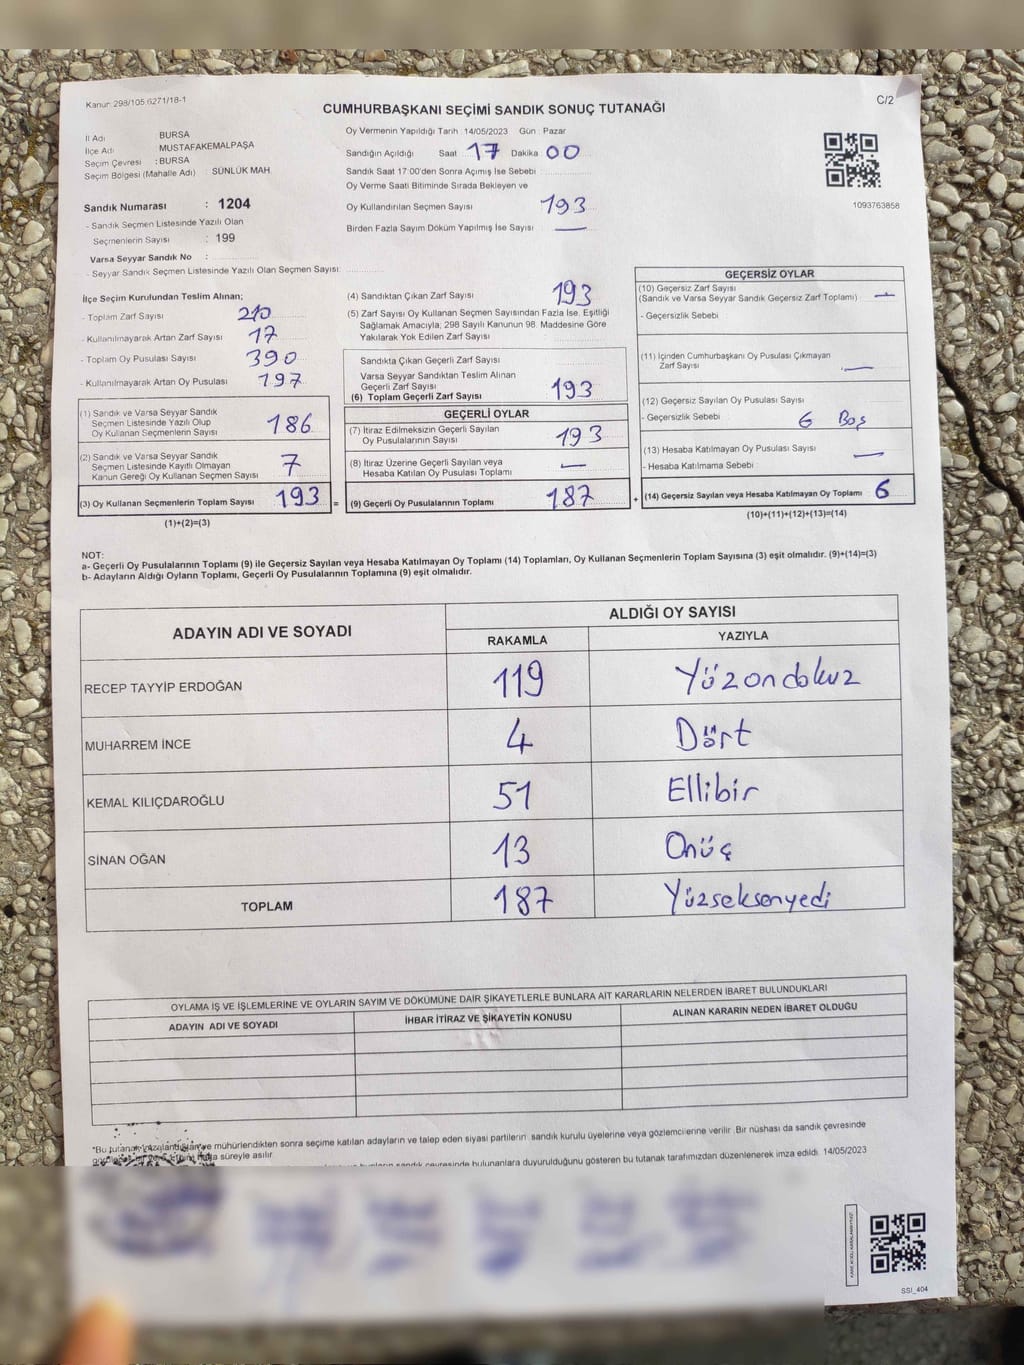 Kanun: 298/105.6271/18-1
C/2
CUMHURBAŞKANI SEÇİMİ SANDIK SONUÇ TUTANAĞI
İl Adı BURSA
İlçe Adı MUSTAFAKEMALPAŞA
Seçim Çevresi : BURSA
Seçim Bölgesi (Mahalle Adı) : SÜNLÜK MAH.
Sandık Numarası : 1204
- Sandık Seçmen Listesinde Yazılı Olan
Seçmenlerin Sayısı : 199
Varsa Seyyar Sandık No :
- Seyyar Sandık Seçmen Listesinde Yazılı Olan Seçmen Sayısı:
Oy Vermenin Yapıldığı Tarih : 14/05/2023 Gün : Pazar
Sandığın Açıldığı Saat 17 Dakika 00
Sandık Saat 17:00'den Sonra Açımış İse Sebebi
Oy Verme Saati Bitiminde Sırada Bekleyen ve
Oy Kullandırılan Seçmen Sayısı 193
Birden Fazla Sayım Döküm Yapılmış İse Sayısı —
1093763858
İlçe Seçim Kurulundan Teslim Alınan;
- Toplam Zarf Sayısı 210
- Kullanılmayarak Artan Zarf Sayısı 17
- Toplam Oy Pusulası Sayısı 390
- Kullanılmayarak Artan Oy Pusulası 197
(1) Sandık ve Varsa Seyyar Sandık
Seçmen Listesinde Yazılı Olup
Oy Kullanan Seçmenlerin Sayısı 186
(2) Sandık ve Varsa Seyyar Sandık
Seçmen Listesinde Kayıtlı Olmayan
Kanun Gereği Oy Kullanan Seçmen Sayısı 7
(3) Oy Kullanan Seçmenlerin Toplam Sayısı 193 =
(1)+(2)=(3)
(4) Sandıktan Çıkan Zarf Sayısı 193
(5) Zarf Sayısı Oy Kullanan Seçmen Sayısından Fazla İse, Eşitliği
Sağlamak Amacıyla; 298 Sayılı Kanunun 98. Maddesine Göre
Yakılarak Yok Edilen Zarf Sayısı
Sandıkta Çıkan Geçerli Zarf Sayısı
Varsa Seyyar Sandıktan Teslim Alınan
Geçerli Zarf Sayısı
(6) Toplam Geçerli Zarf Sayısı 193
GEÇERLİ OYLAR
(7) İtiraz Edilmeksizin Geçerli Sayılan
Oy Pusulalarının Sayısı 193
(8) İtiraz Üzerine Geçerli Sayılan veya
Hesaba Katılan Oy Pusulası Toplamı —
(9) Geçerli Oy Pusulalarının Toplamı 187 +
GEÇERSİZ OYLAR
(10) Geçersiz Zarf Sayısı
(Sandık ve Varsa Seyyar Sandık Geçersiz Zarf Toplamı) —
- Geçersizlik Sebebi
(11) İçinden Cumhurbaşkanı Oy Pusulası Çıkmayan
Zarf Sayısı —
(12) Geçersiz Sayılan Oy Pusulası Sayısı
- Geçersizlik Sebebi 6 Boş
(13) Hesaba Katılmayan Oy Pusulası Sayısı —
- Hesaba Katılmama Sebebi
(14) Geçersiz Sayılan veya Hesaba Katılmayan Oy Toplamı 6
(10)+(11)+(12)+(13)=(14)
NOT:
a- Geçerli Oy Pusulalarının Toplamı (9) ile Geçersiz Sayılan veya Hesaba Katılmayan Oy Toplamı (14) Toplamları, Oy Kullanan Seçmenlerin Toplam Sayısına (3) eşit olmalıdır. (9)+(14)=(3)
b- Adayların Aldığı Oyların Toplamı, Geçerli Oy Pusulalarının Toplamına (9) eşit olmalıdır.
ADAYIN ADI VE SOYADI
ALDIĞI OY SAYISI
RAKAMLA YAZIYLA
RECEP TAYYİP ERDOĞAN 119 Yüzondokuz
MUHARREM İNCE 4 Dört
KEMAL KILIÇDAROĞLU 51 Ellibir
SİNAN OĞAN 13 Onüç
TOPLAM 187 Yüzseksenyedi
OYLAMA İŞ VE İŞLEMLERİNE VE OYLARIN SAYIM VE DÖKÜMÜNE DAİR ŞİKAYETLERLE BUNLARA AİT KARARLARIN NELERDEN İBARET BULUNDUKLARI
ADAYIN ADI VE SOYADI İHBAR İTİRAZ VE ŞİKAYETİN KONUSU ALINAN KARARIN NEDEN İBARET OLDUĞU
*Bu tutanak mühürlendikten sonra seçime katılan adayların ve talep eden siyasi partilerin sandık kurulu üyelerine veya gözlemcilerine verilir .Bir nüshası da sandık çevresinde
süreyle asılır.
bulunanlara duyurulduğunu gösteren bu tutanak tarafımızdan düzenlenerek imza edildi. 14/05/2023
SSI_404